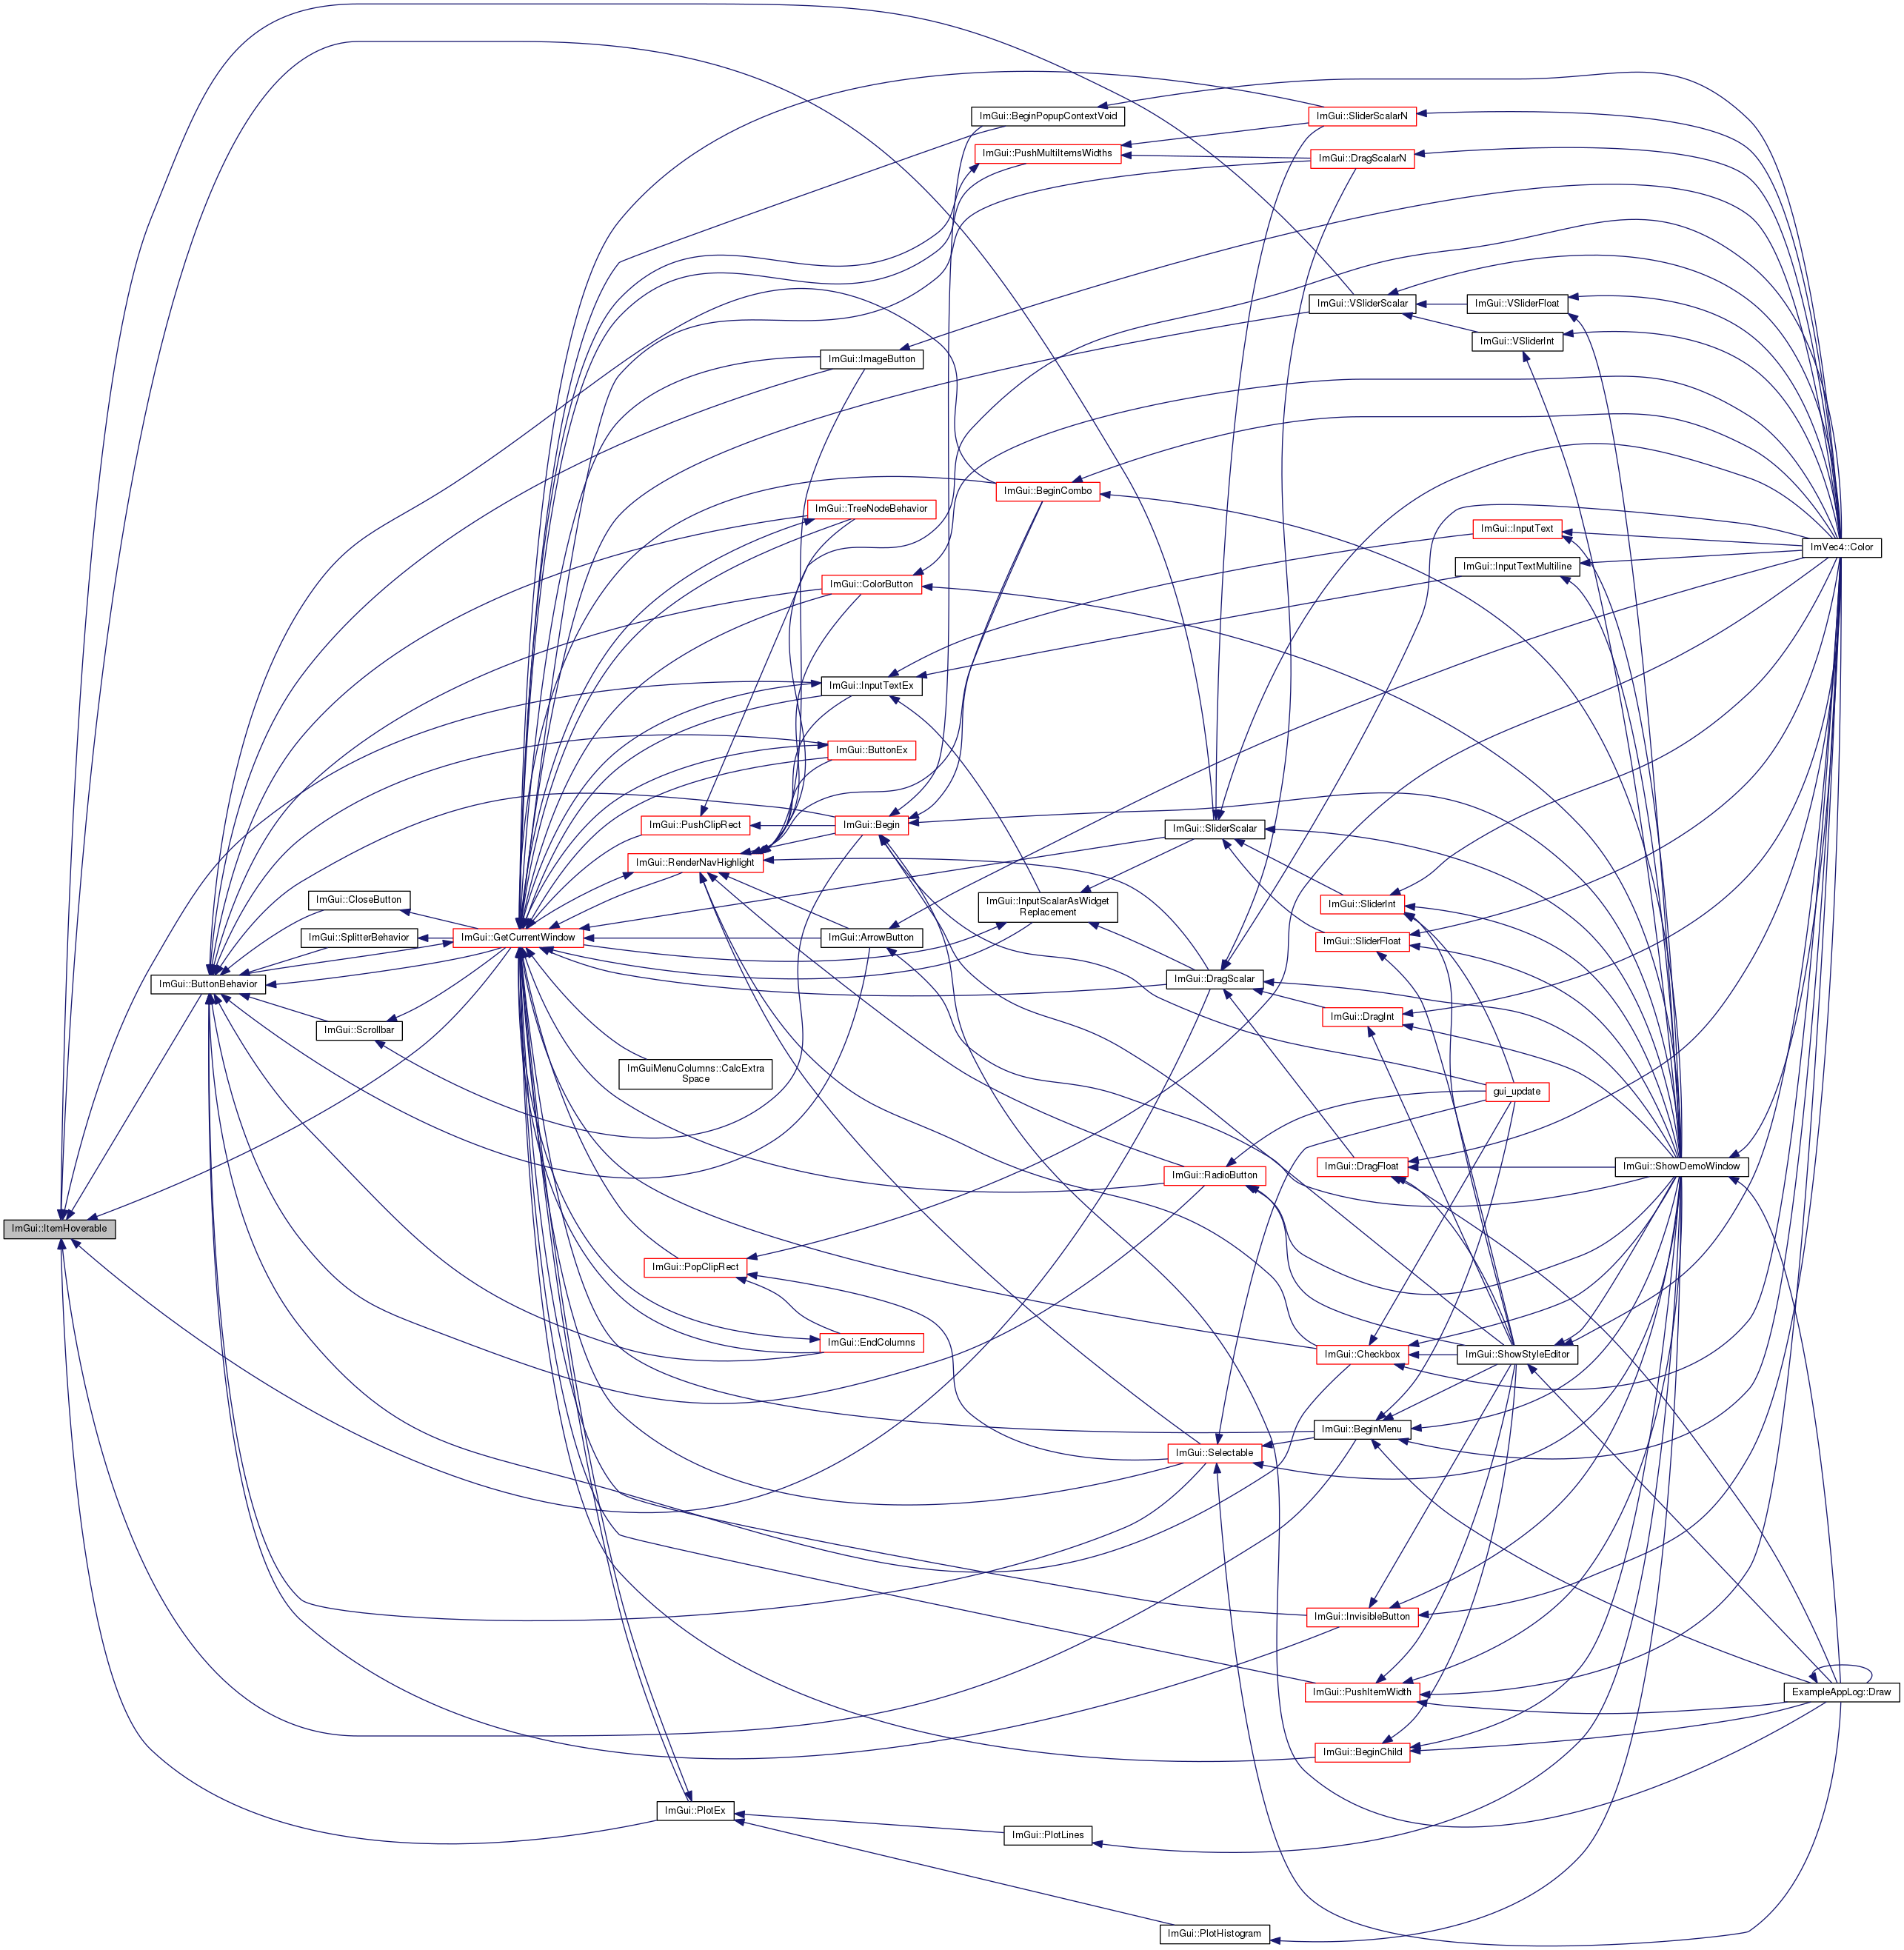 ImGui::BeginPopupContextVoid
ImGui::SliderScalarN
ImGui::PushMultiItemsWidths
ImGui::DragScalarN
ImGui::VSliderScalar
ImGui::VSliderFloat
ImGui::VSliderInt
ImGui::ImageButton
ImGui::BeginCombo
ImGui::TreeNodeBehavior
ImGui::InputText
ImVec4::Color
ImGui::InputTextMultiline
ImGui::ColorButton
ImGui::InputTextEx
ImGui::ButtonEx
ImGui::PushClipRect
ImGui::Begin
ImGui::SliderScalar
ImGui::RenderNavHighlight
ImGui::CloseButton
ImGui::InputScalarAsWidget
Replacement
ImGui::SliderInt
ImGui::SplitterBehavior
ImGui::GetCurrentWindow
ImGui::ArrowButton
ImGui::SliderFloat
ImGui::ButtonBehavior
ImGui::DragScalar
ImGui::Scrollbar
ImGui::DragInt
ImGuiMenuColumns::CalcExtra
Space
gui_update
ImGui::DragFloat
ImGui::ShowDemoWindow
ImGui::RadioButton
ImGui::ItemHoverable
ImGui::PopClipRect
ImGui::EndColumns
ImGui::Checkbox
ImGui::ShowStyleEditor
ImGui::BeginMenu
ImGui::Selectable
ImGui::InvisibleButton
ImGui::PushItemWidth
ExampleAppLog::Draw
ImGui::BeginChild
ImGui::PlotEx
ImGui::PlotLines
ImGui::PlotHistogram